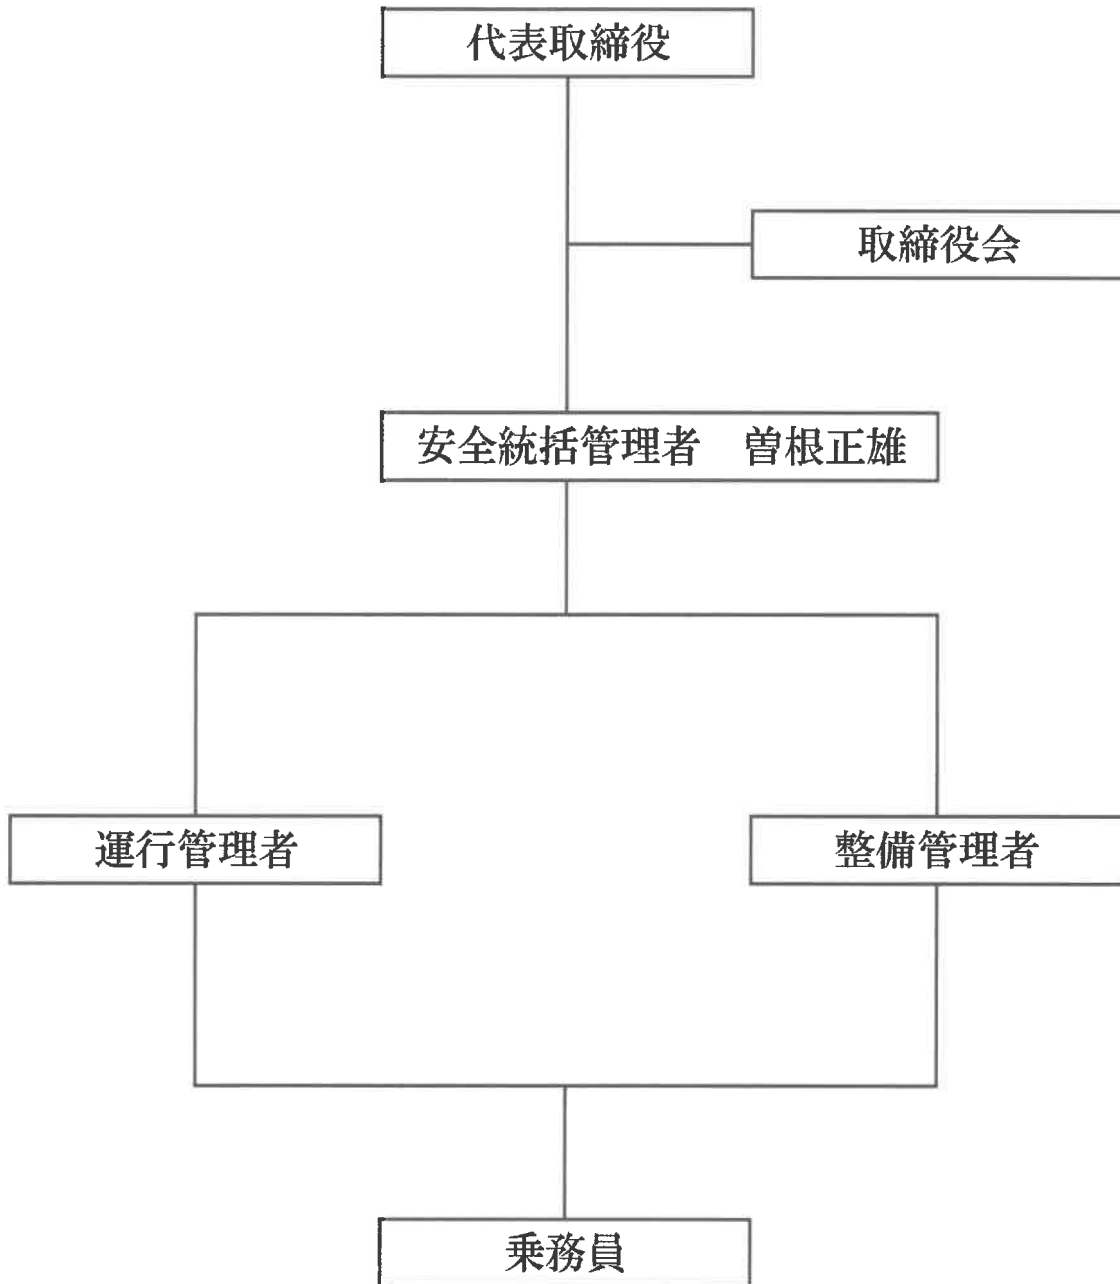 代表取締役
取締役会
安全統括管理者　曽根正雄
運行管理者
整備管理者
乗務員